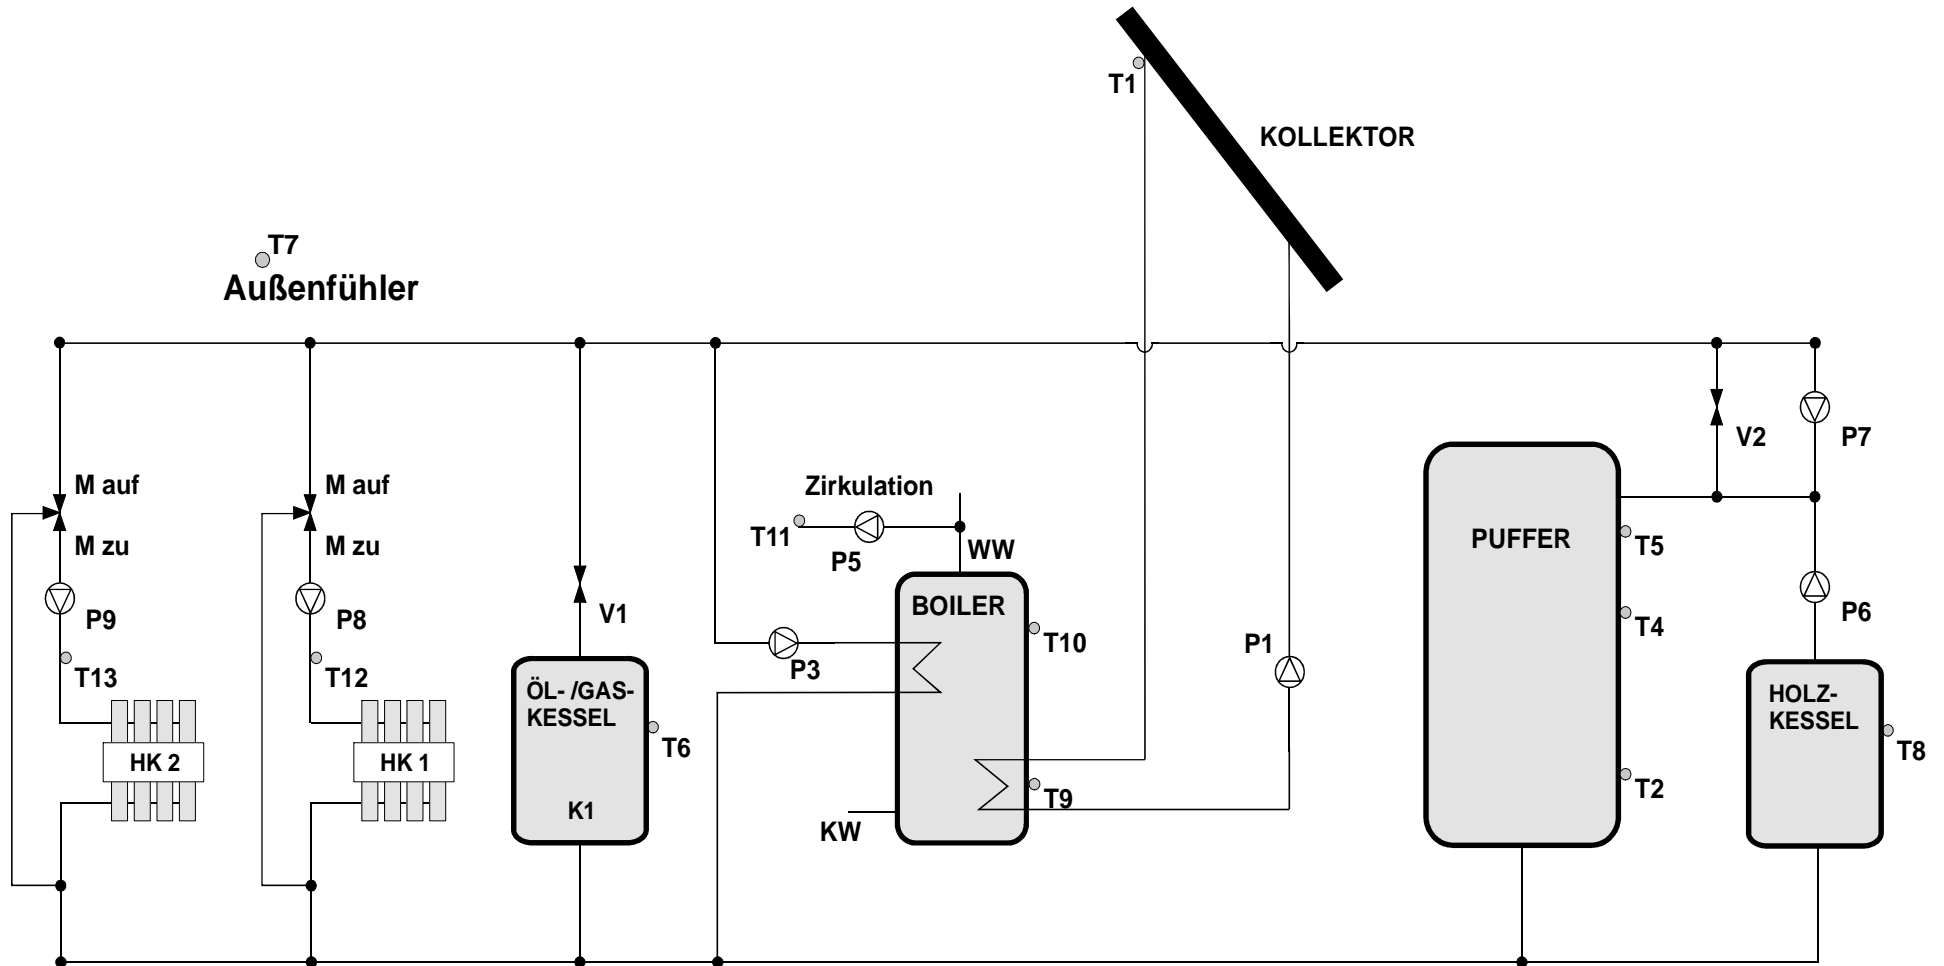 T1
KOLLEKTOR
T7
Außenfühler
V2
P7
M auf
M auf
Zirkulation
T11
P5
WW
M zu
M zu
PUFFER
T5
P9
P8
V1
BOILER
T10
P1
T4
P6
T13
T12
P3
ÖL- /GAS-
KESSEL
T6
HOLZ-
KESSEL
T8
HK 2
HK 1
K1
T9
T2
KW